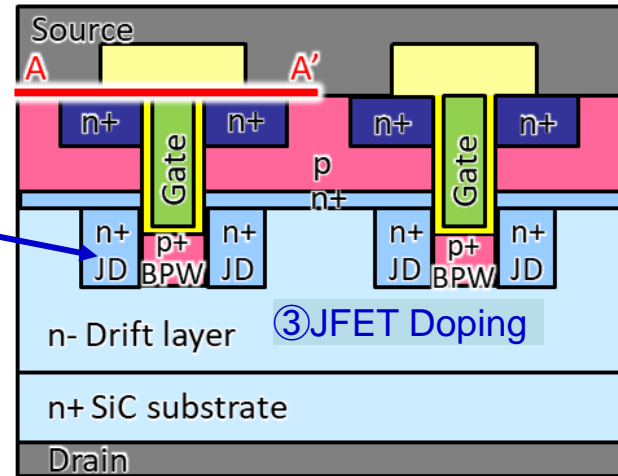 Source
A A’
n+ n+ n+ n+
Gate Gate
p
n+
n+ n+ n+ n+
p+ p+
JD BPW JD JD BPW JD
n- Drift layer ③JFET Doping
n+ SiC substrate
Drain